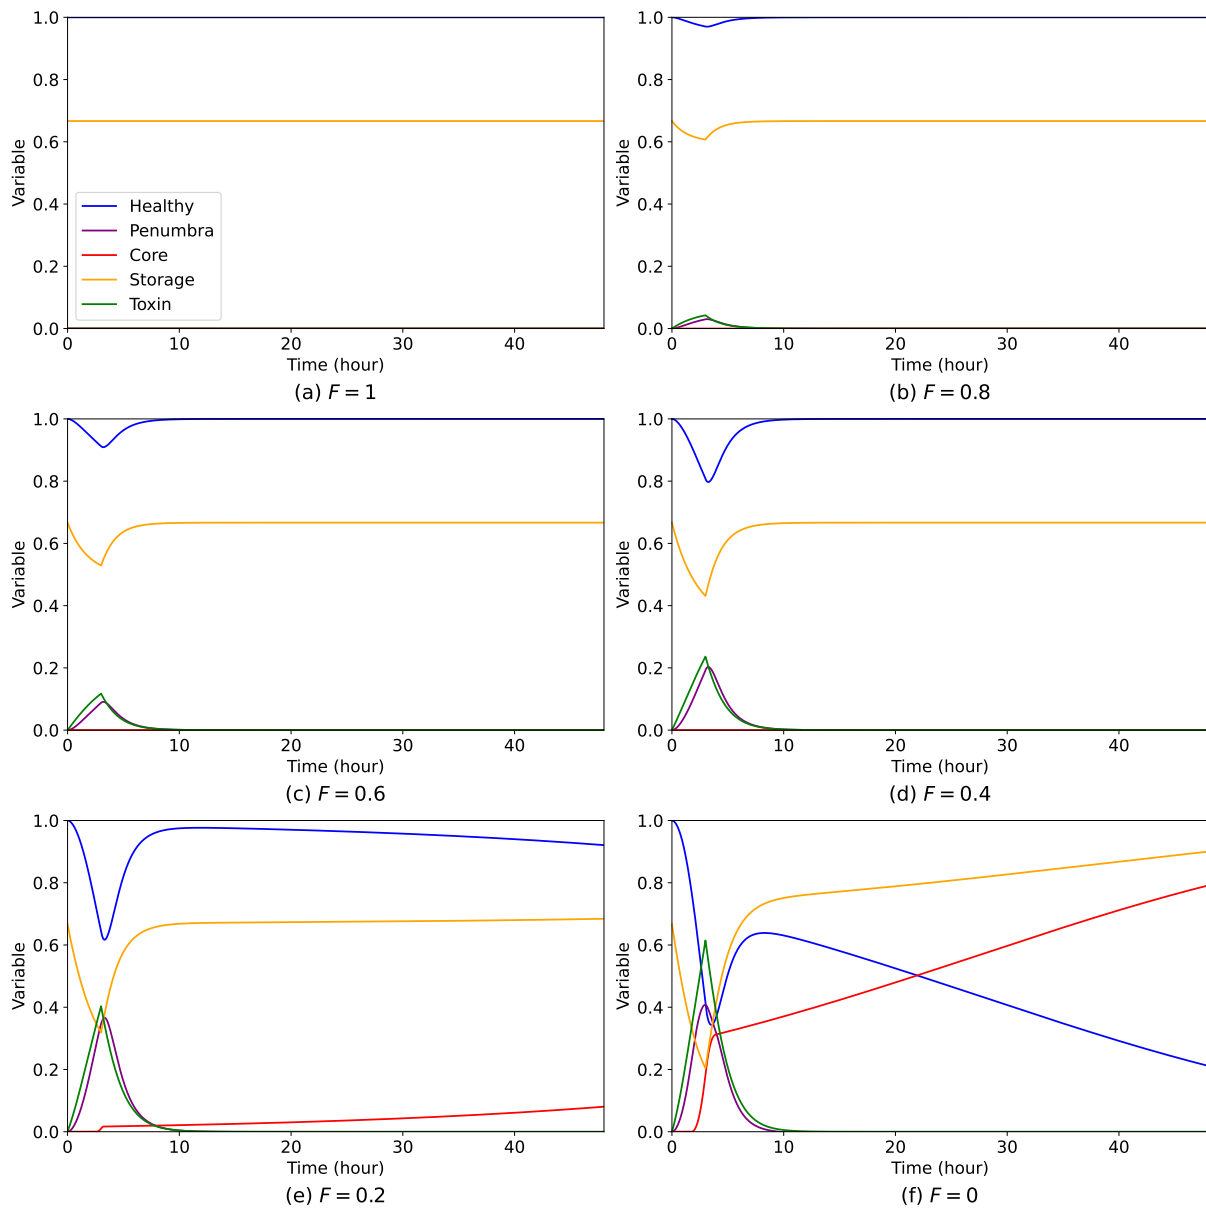 1.0
0.8
0.6
0.4
0.2
0.0
Variable
Healthy
Penumbra
Core
Storage
Toxin
0 10 20 30 40
Time (hour)
(a) F = 1
1.0
0.8
0.6
0.4
0.2
0.0
Variable
0 10 20 30 40
Time (hour)
(b) F = 0.8
1.0
0.8
0.6
0.4
0.2
0.0
Variable
0 10 20 30 40
Time (hour)
(c) F = 0.6
1.0
0.8
0.6
0.4
0.2
0.0
Variable
0 10 20 30 40
Time (hour)
(d) F = 0.4
1.0
0.8
0.6
0.4
0.2
0.0
Variable
0 10 20 30 40
Time (hour)
(e) F = 0.2
1.0
0.8
0.6
0.4
0.2
0.0
Variable
0 10 20 30 40
Time (hour)
(f) F = 0